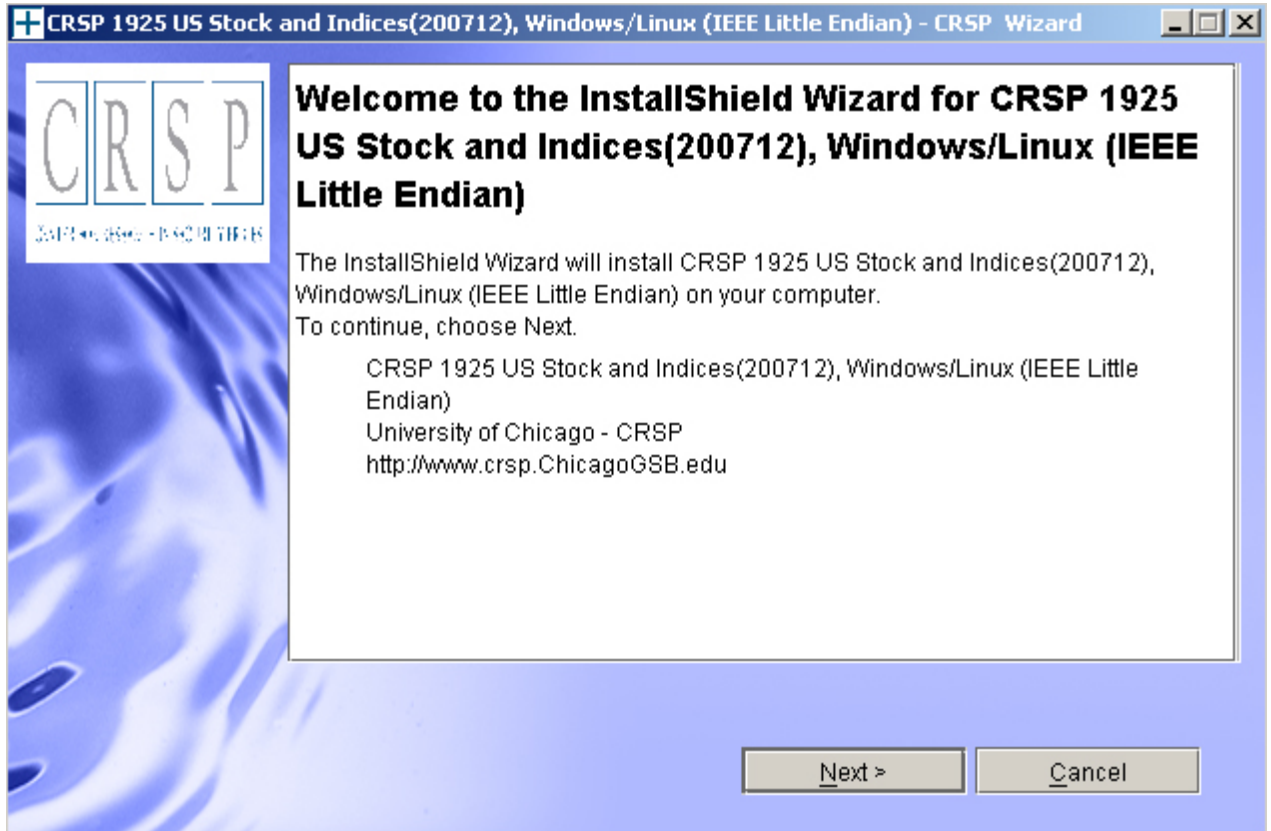 CRSP 1925 US Stock and Indices(200712), Windows/Linux (IEEE Little Endian) - CRSP Wizard
CRSP
Welcome to the InstallShield Wizard for CRSP 1925
US Stock and Indices(200712), Windows/Linux (IEEE
Little Endian)
The InstallShield Wizard will install CRSP 1925 US Stock and Indices(200712),
Windows/Linux (IEEE Little Endian) on your computer.
To continue, choose Next.
CRSP 1925 US Stock and Indices(200712), Windows/Linux (IEEE Little
Endian)
University of Chicago - CRSP
http://www.crsp.ChicagoGSB.edu
Next >
Cancel